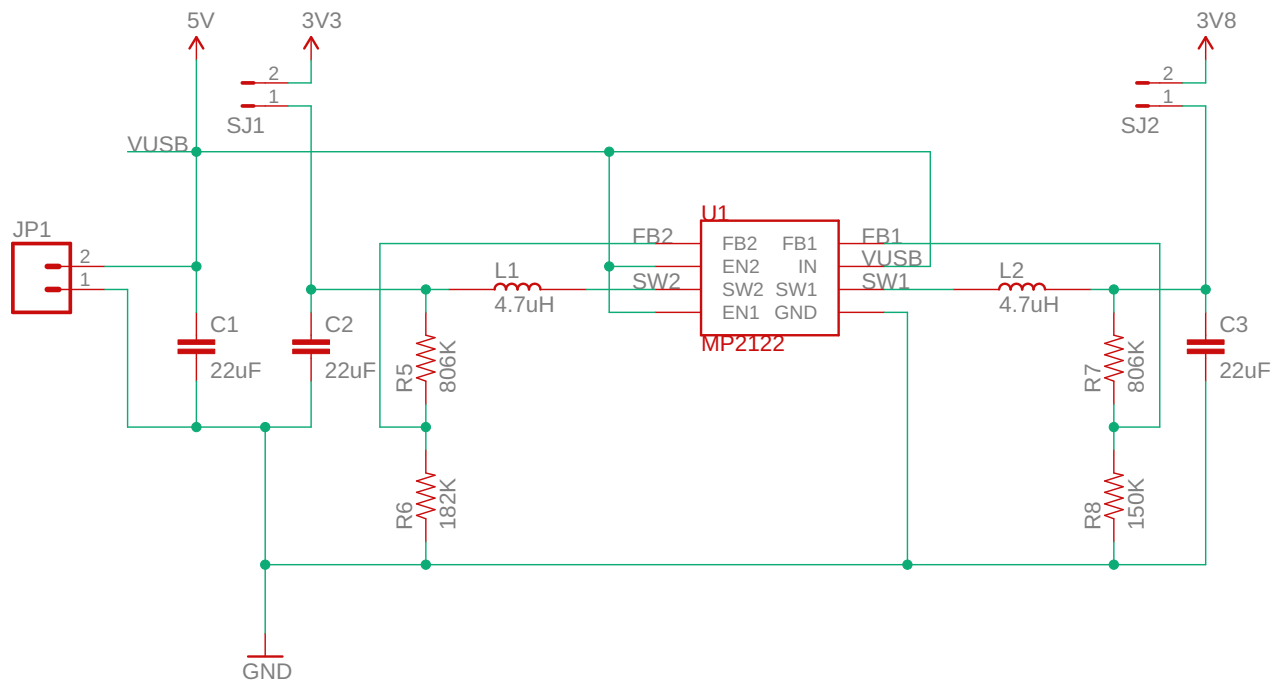 5V
3V3
3V8
2
1
SJ1
2
1
SJ2
VUSB
JP1
2
1
U1
FB2
FB2 FB1
FB1
EN2 IN
VUSB
SW2
SW2 SW1
SW1
EN1 GND
MP2122
L1
4.7uH
L2
4.7uH
C1
22uF
C2
22uF
R5
806K
R7
806K
C3
22uF
R6
182K
R8
150K
GND